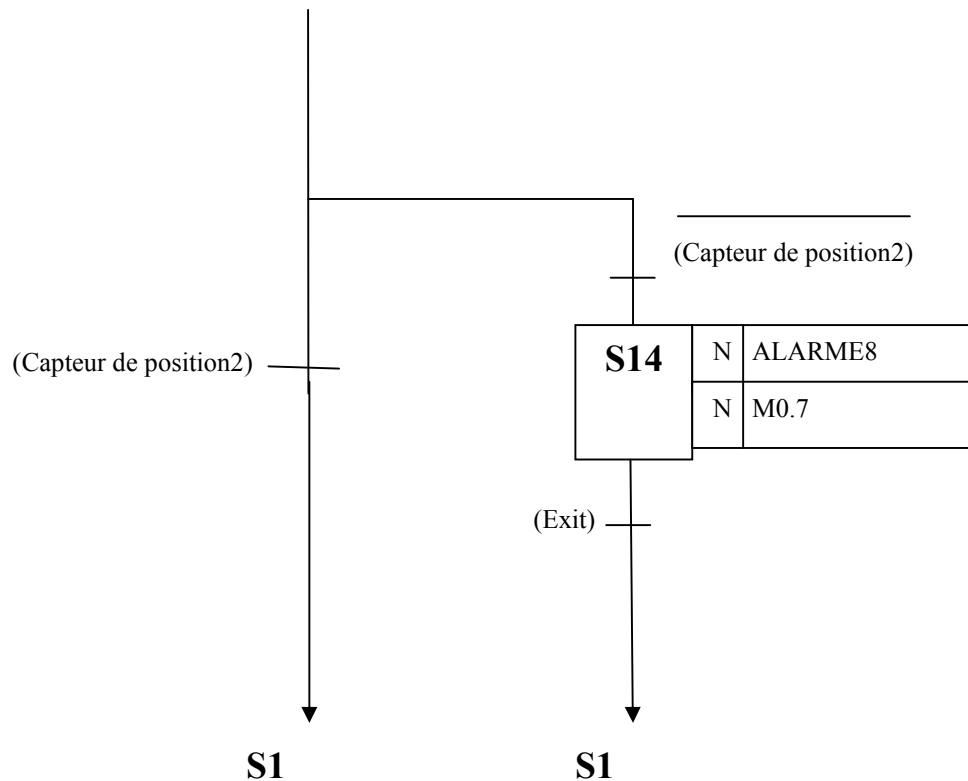 (Capteur de position2)
(Capteur de position2)
S14
N ALARME8
N M0.7
(Exit)
S1 S1